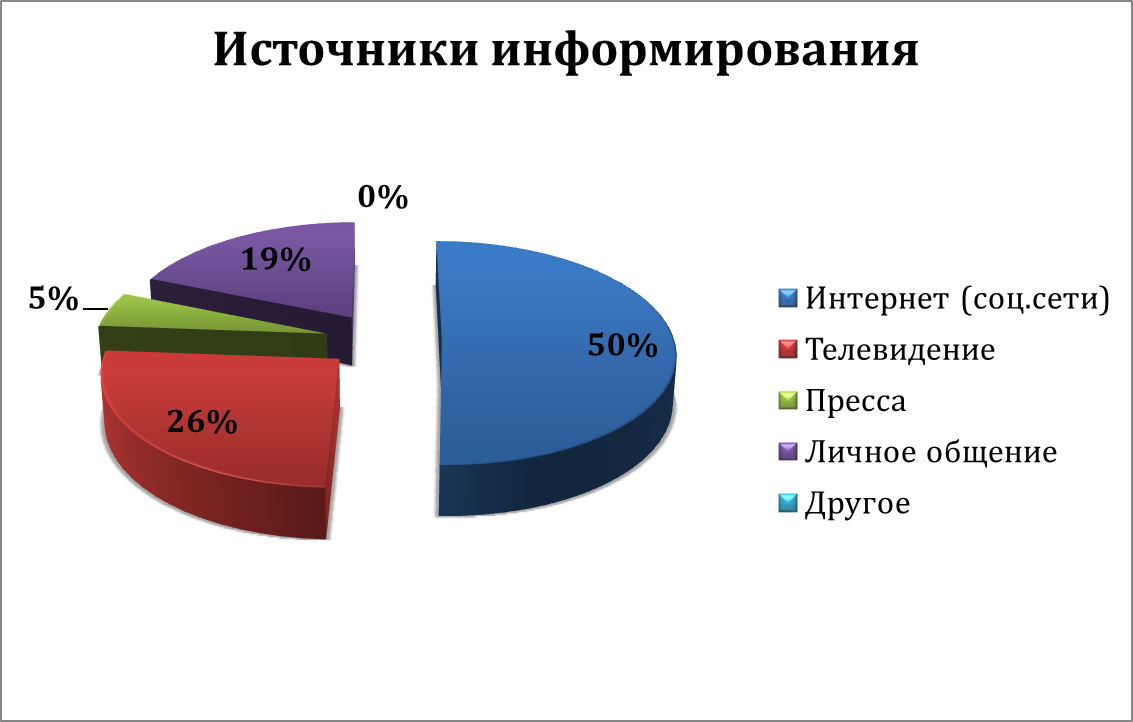 Источники информирования
0%
19%
5%
50%
26%
Интернет (соц.сети)
Телевидение
Пресса
Личное общение
Другое